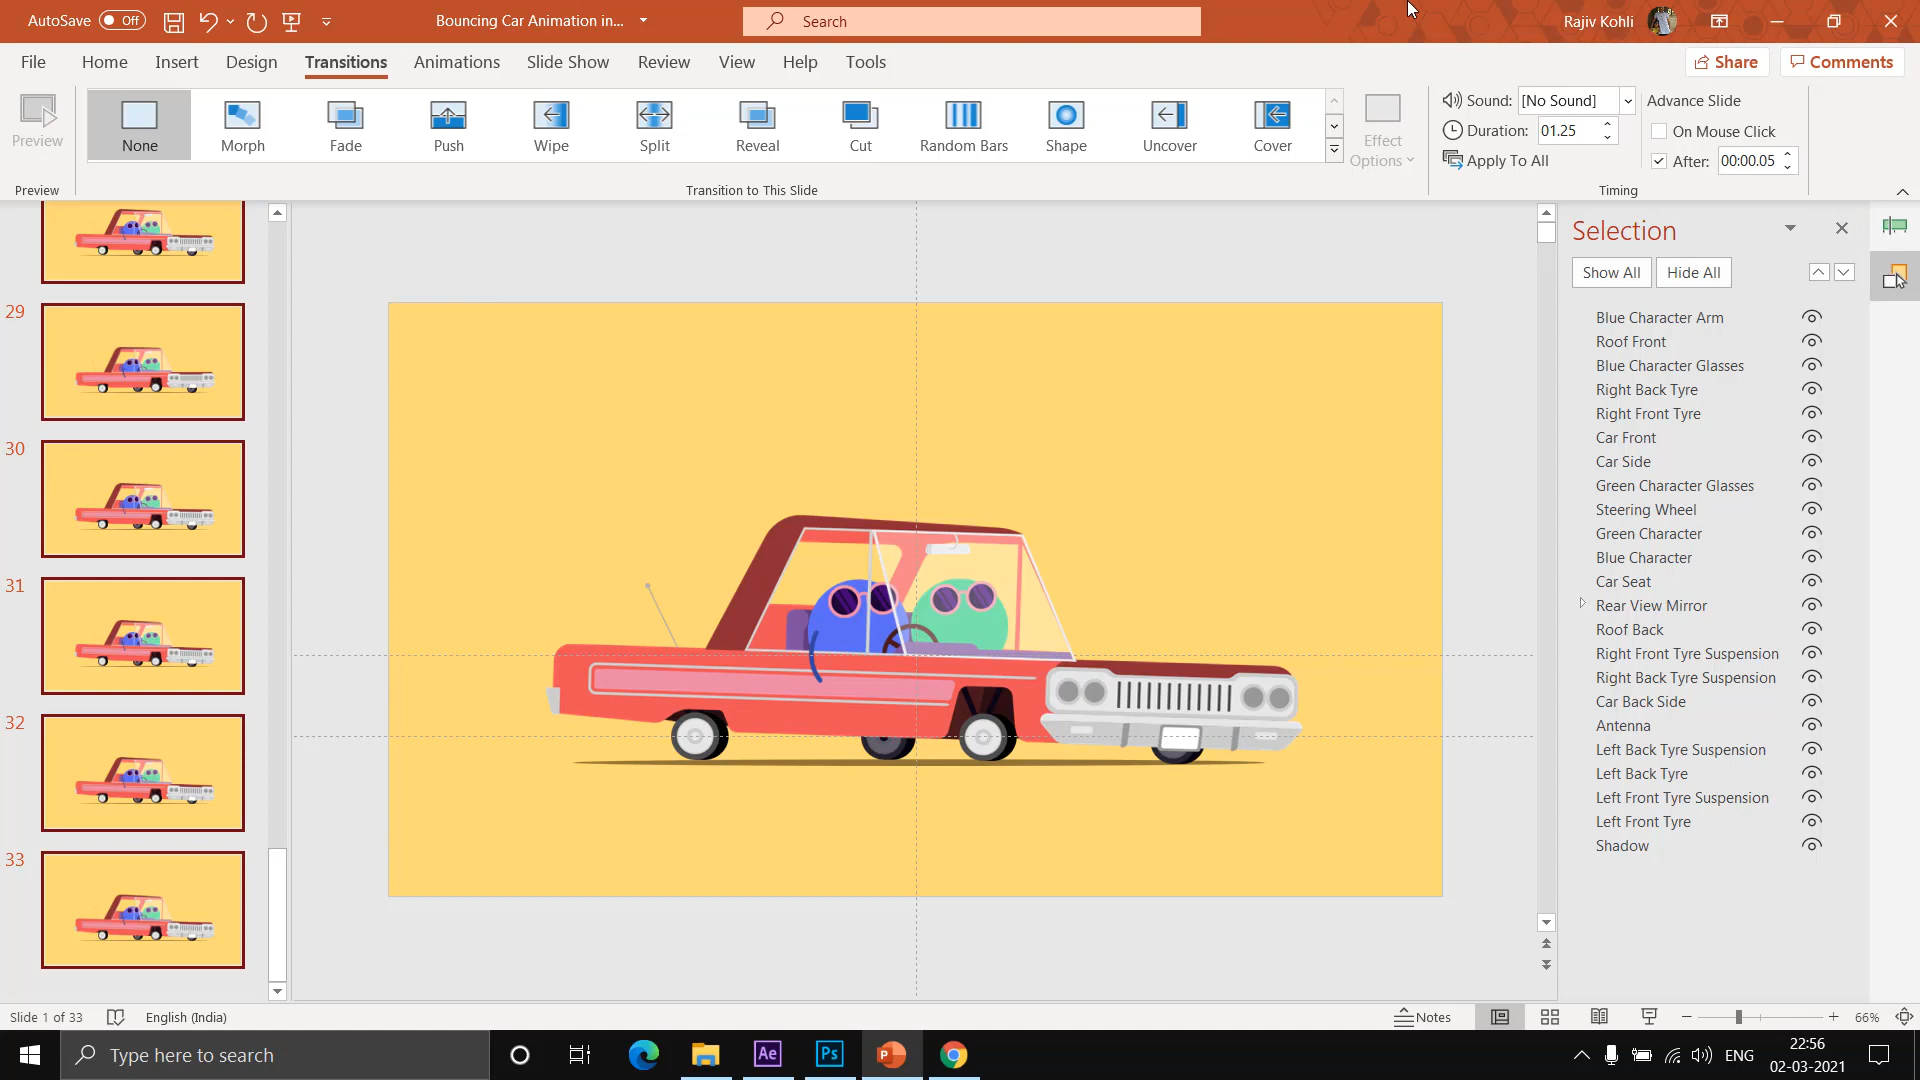 AutoSave Off Bouncing Car Animation in... Search Rajiv Kohli
File Home Insert Design Transitions Animations Slide Show Review View Help Tools Share Comments
Preview None Morph Fade Push Wipe Split Reveal Cut Random Bars Shape Uncover Cover Effect Options
Sound: [No Sound] Advance Slide
Duration: 01.25 On Mouse Click
Apply To All After: 00:00.05
Preview Transition to This Slide Timing
29
30
31
32
33
Selection
Show All Hide All
Blue Character Arm
Roof Front
Blue Character Glasses
Right Back Tyre
Right Front Tyre
Car Front
Car Side
Green Character Glasses
Steering Wheel
Green Character
Blue Character
Car Seat
Rear View Mirror
Roof Back
Right Front Tyre Suspension
Right Back Tyre Suspension
Car Back Side
Antenna
Left Back Tyre Suspension
Left Back Tyre
Left Front Tyre Suspension
Left Front Tyre
Shadow
Slide 1 of 33 English (India) Notes 66%
Type here to search Ae Ps P ENG 22:56
02-03-2021